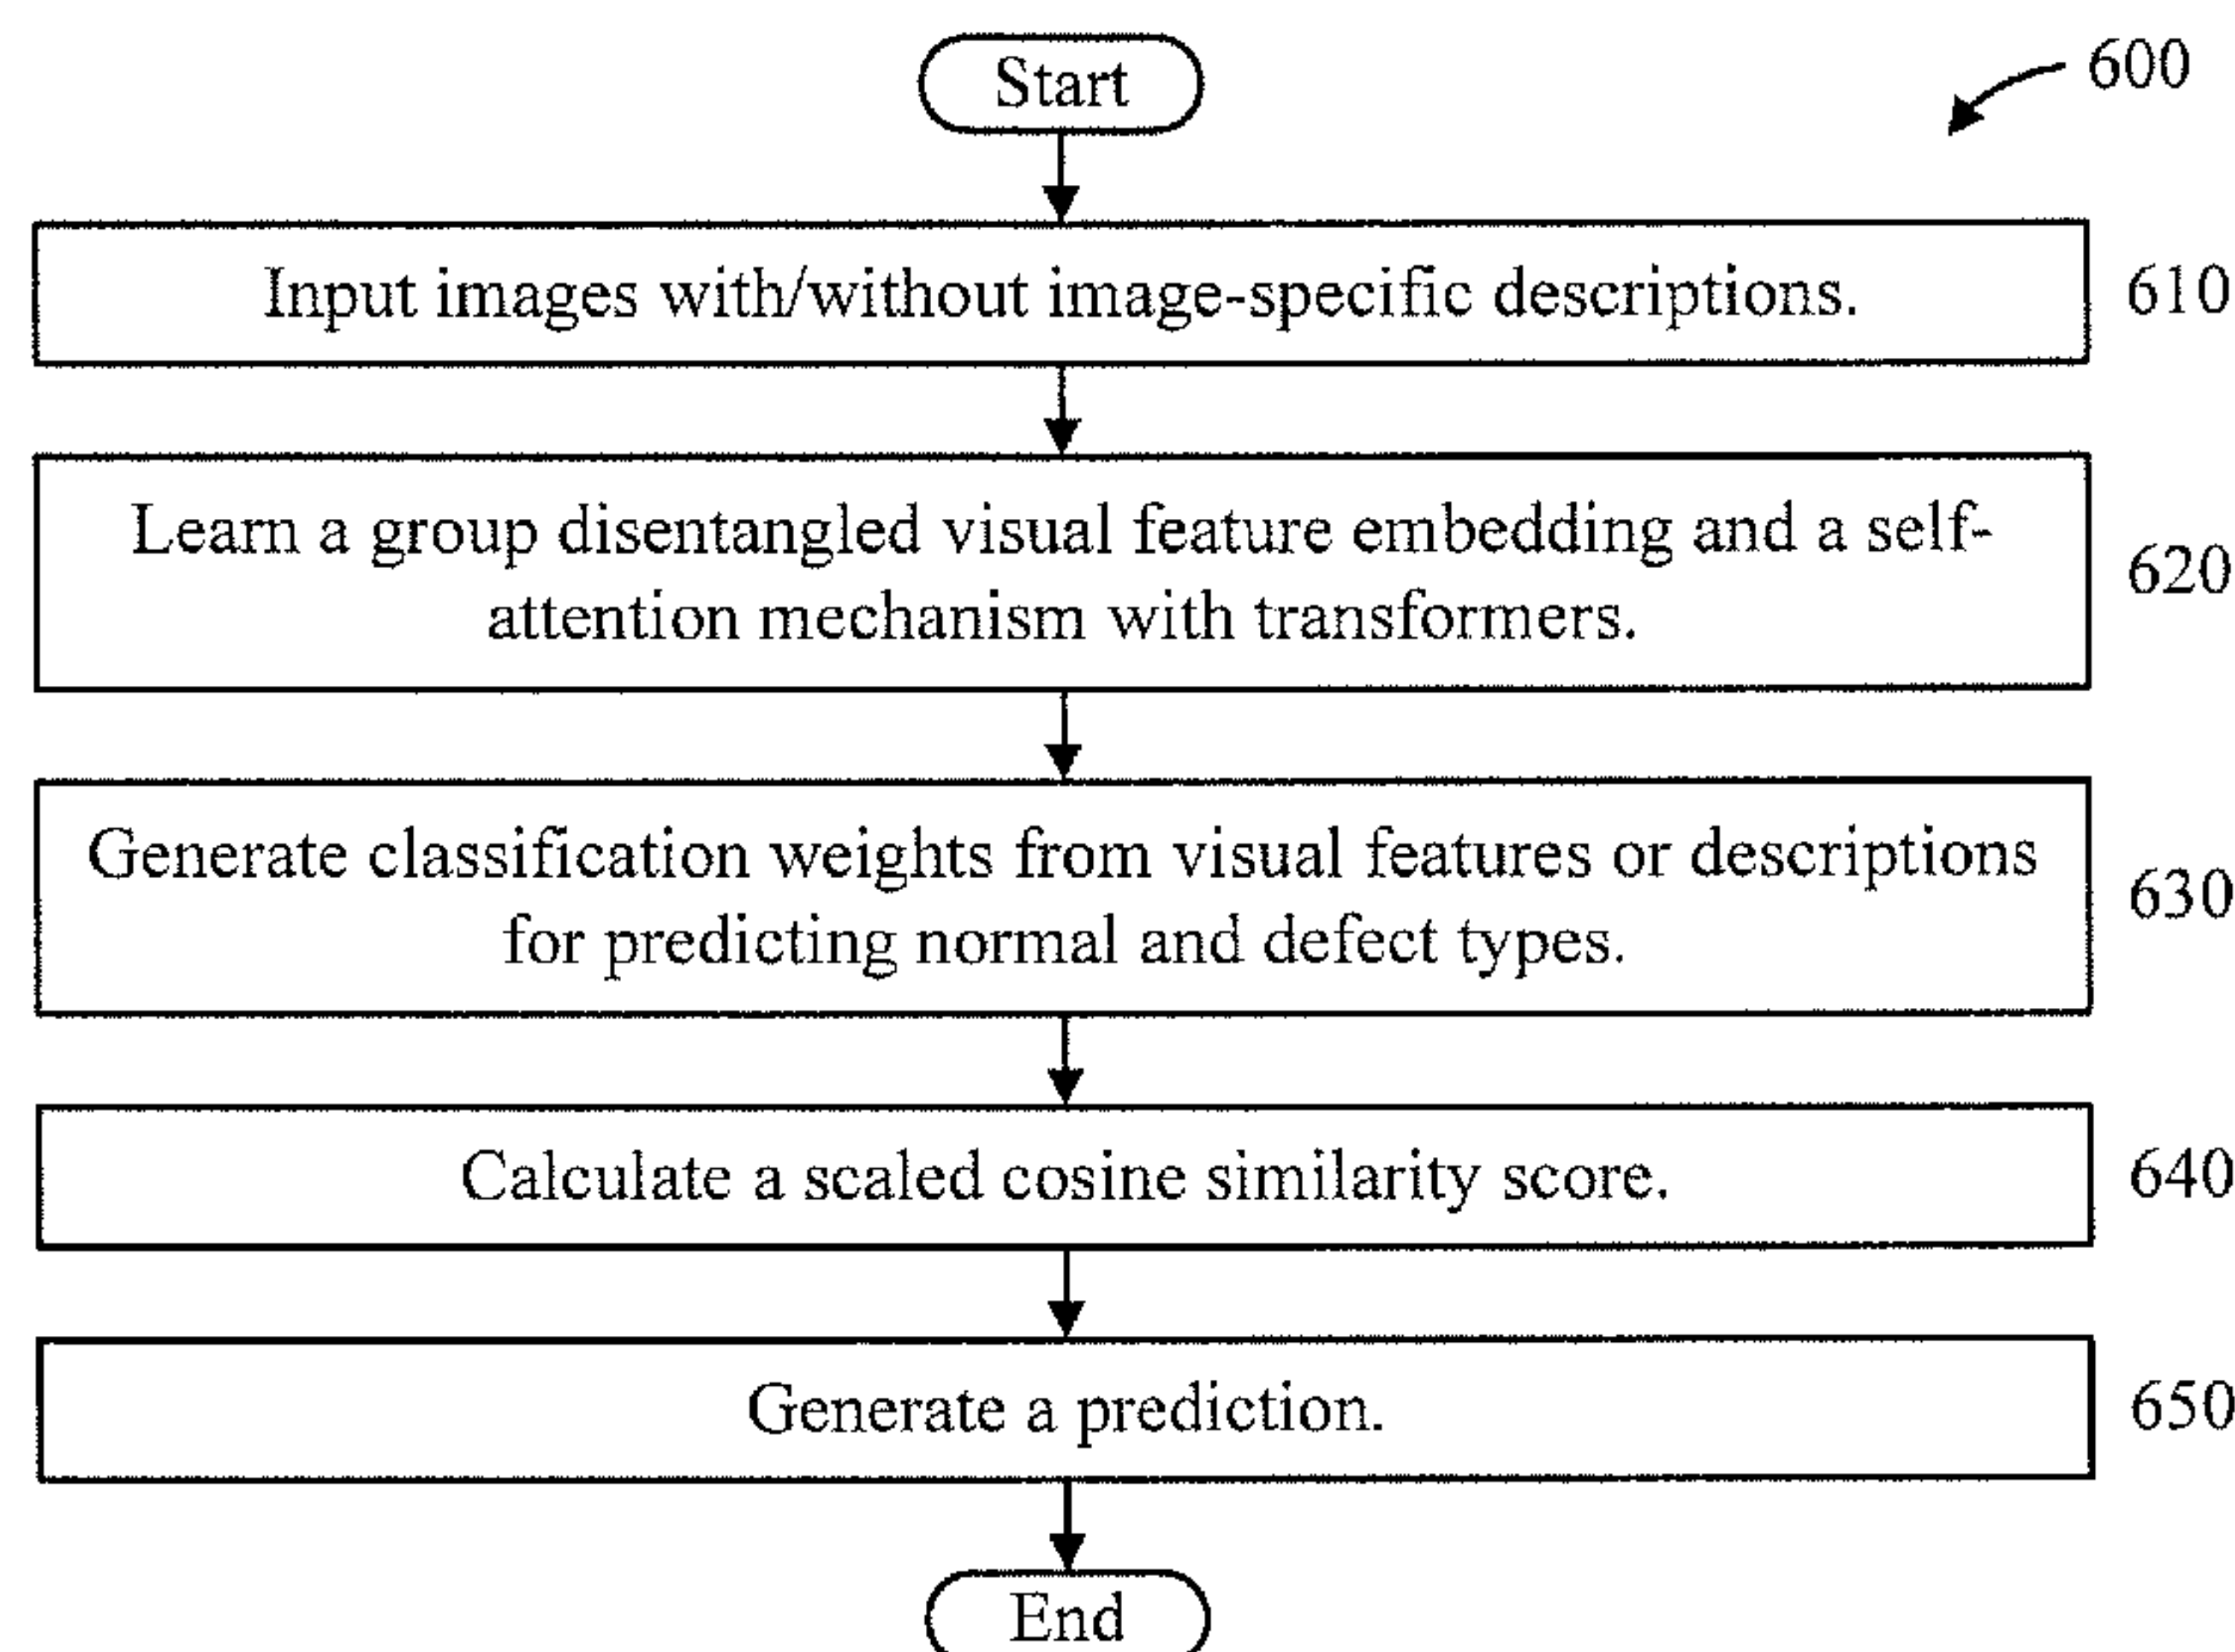 Start
600
Input images with/without image-specific descriptions.
610
Learn a group disentangled visual feature embedding and a self-
attention mechanism with transformers.
620
Generate classification weights from visual features or descriptions
for predicting normal and defect types.
630
Calculate a scaled cosine similarity score.
640
Generate a prediction.
650
End